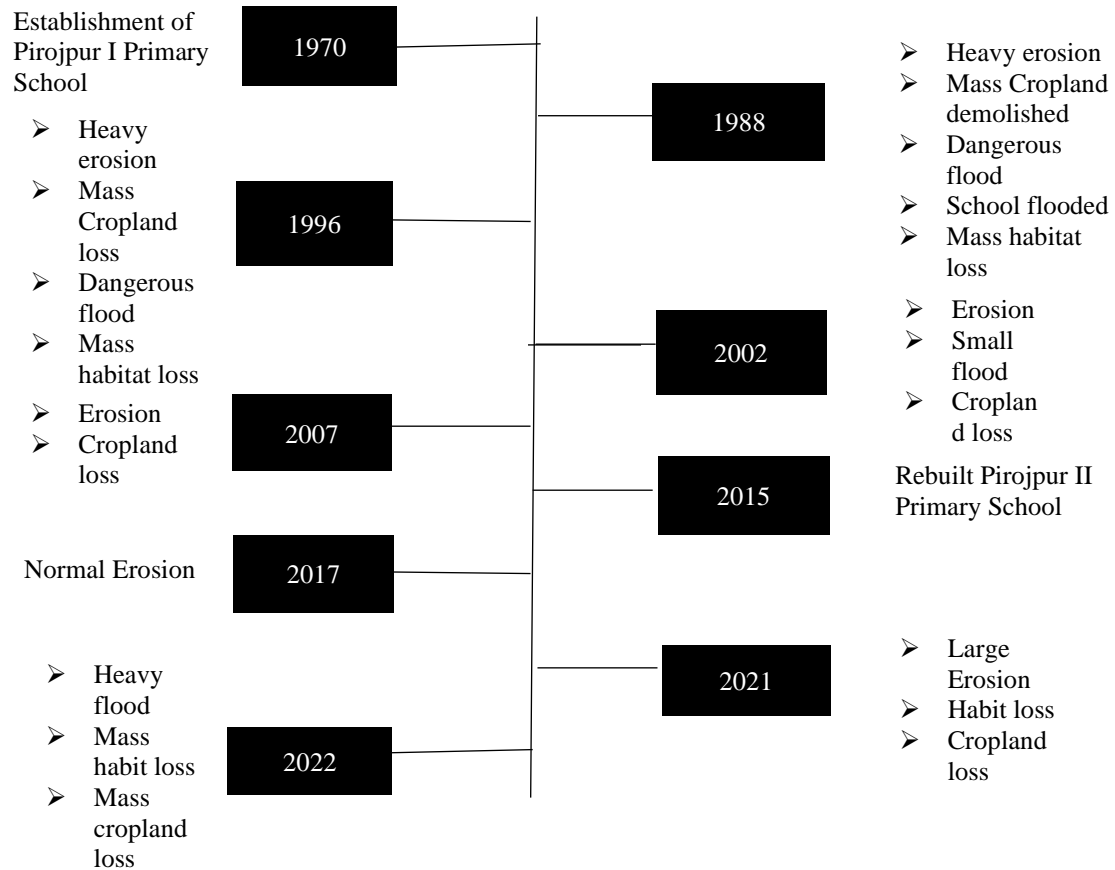 Establishment of
Pirojpur I Primary
School
1970
1988
➤ Heavy erosion
➤ Mass Cropland
demolished
➤ Dangerous
flood
➤ School flooded
➤ Mass habitat
loss
➤ Heavy
erosion
➤ Mass
Cropland
loss
➤ Dangerous
flood
➤ Mass
habitat loss
1996
2002
➤ Erosion
➤ Small
flood
➤ Croplan
d loss
➤ Erosion
➤ Cropland
loss
2007
2015
Rebuilt Pirojpur II
Primary School
Normal Erosion
2017
2021
➤ Large
Erosion
➤ Habit loss
➤ Cropland
loss
➤ Heavy
flood
➤ Mass
habit loss
➤ Mass
cropland
loss
2022